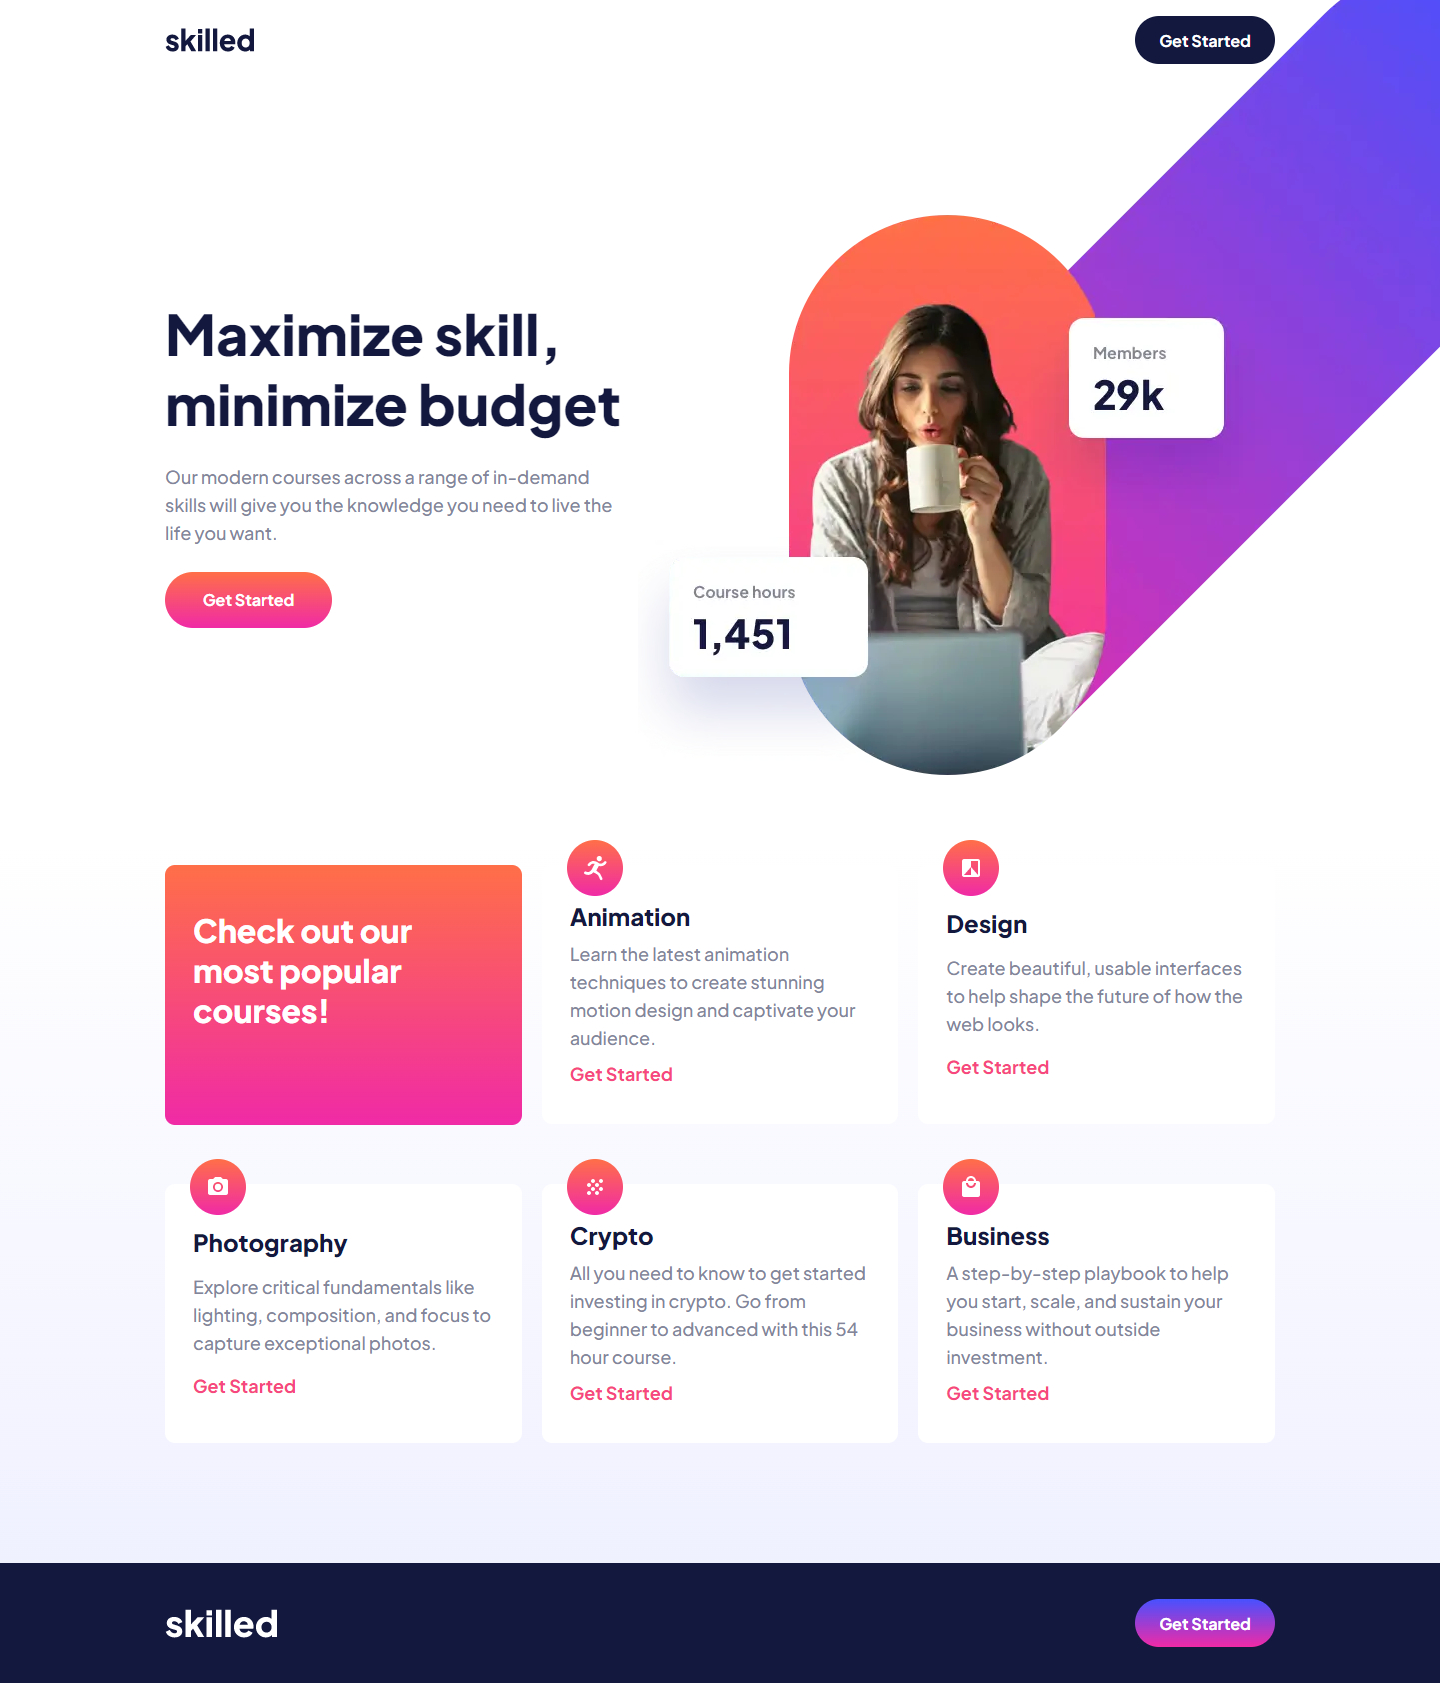 skilled
Get Started
Maximize skill,
minimize budget
Our modern courses across a range of in-demand
skills will give you the knowledge you need to live the
life you want.
Get Started
Members
29k
Course hours
1,451
Check out our
most popular
courses!
Animation
Learn the latest animation
techniques to create stunning
motion design and captivate your
audience.
Get Started
Design
Create beautiful, usable interfaces
to help shape the future of how the
web looks.
Get Started
Photography
Explore critical fundamentals like
lighting, composition, and focus to
capture exceptional photos.
Get Started
Crypto
All you need to know to get started
investing in crypto. Go from
beginner to advanced with this 54
hour course.
Get Started
Business
A step-by-step playbook to help
you start, scale, and sustain your
business without outside
investment.
Get Started
skilled
Get Started